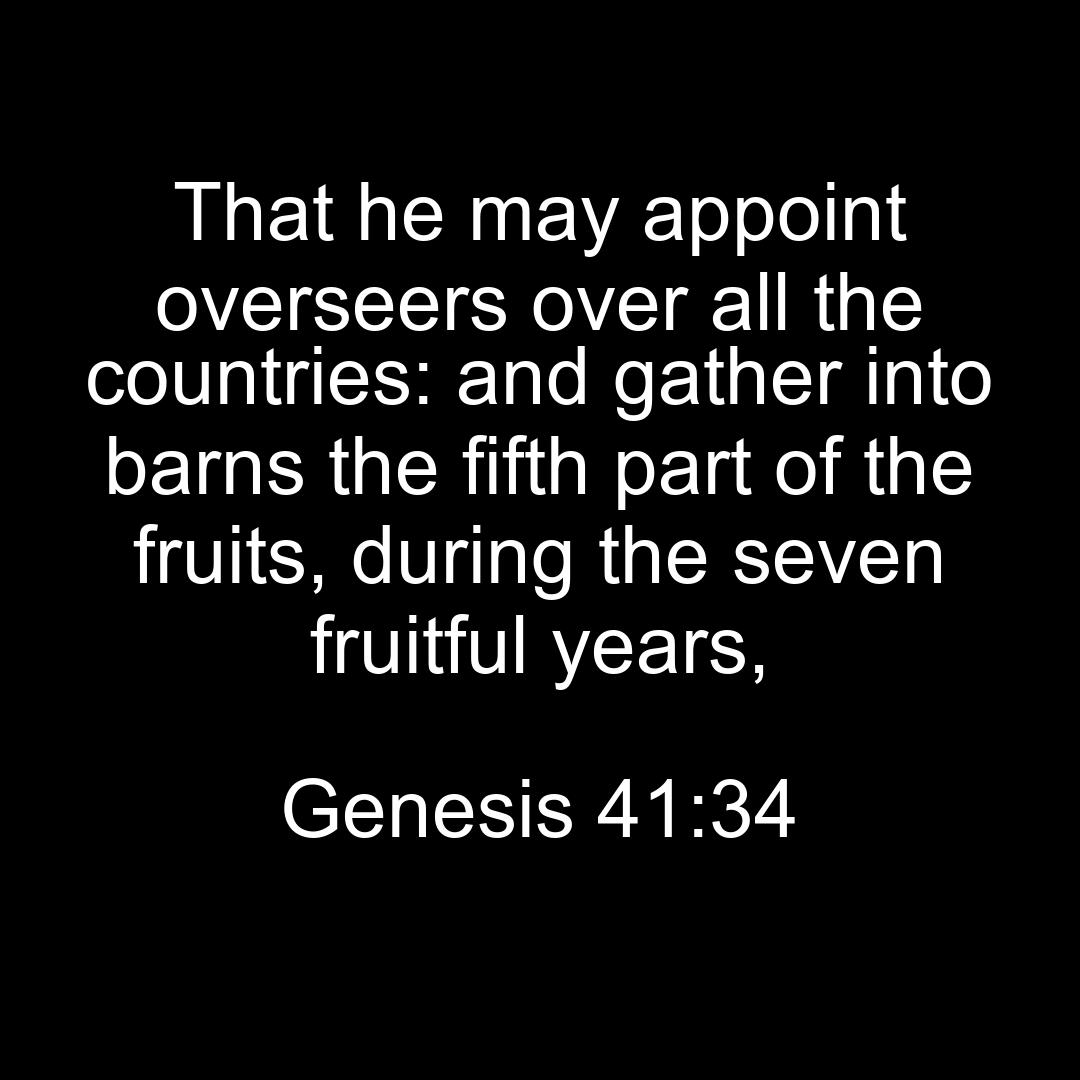 That he may appoint
overseers over all the
countries: and gather into
barns the fifth part of the
fruits, during the seven
fruitful years,
Genesis 41:34